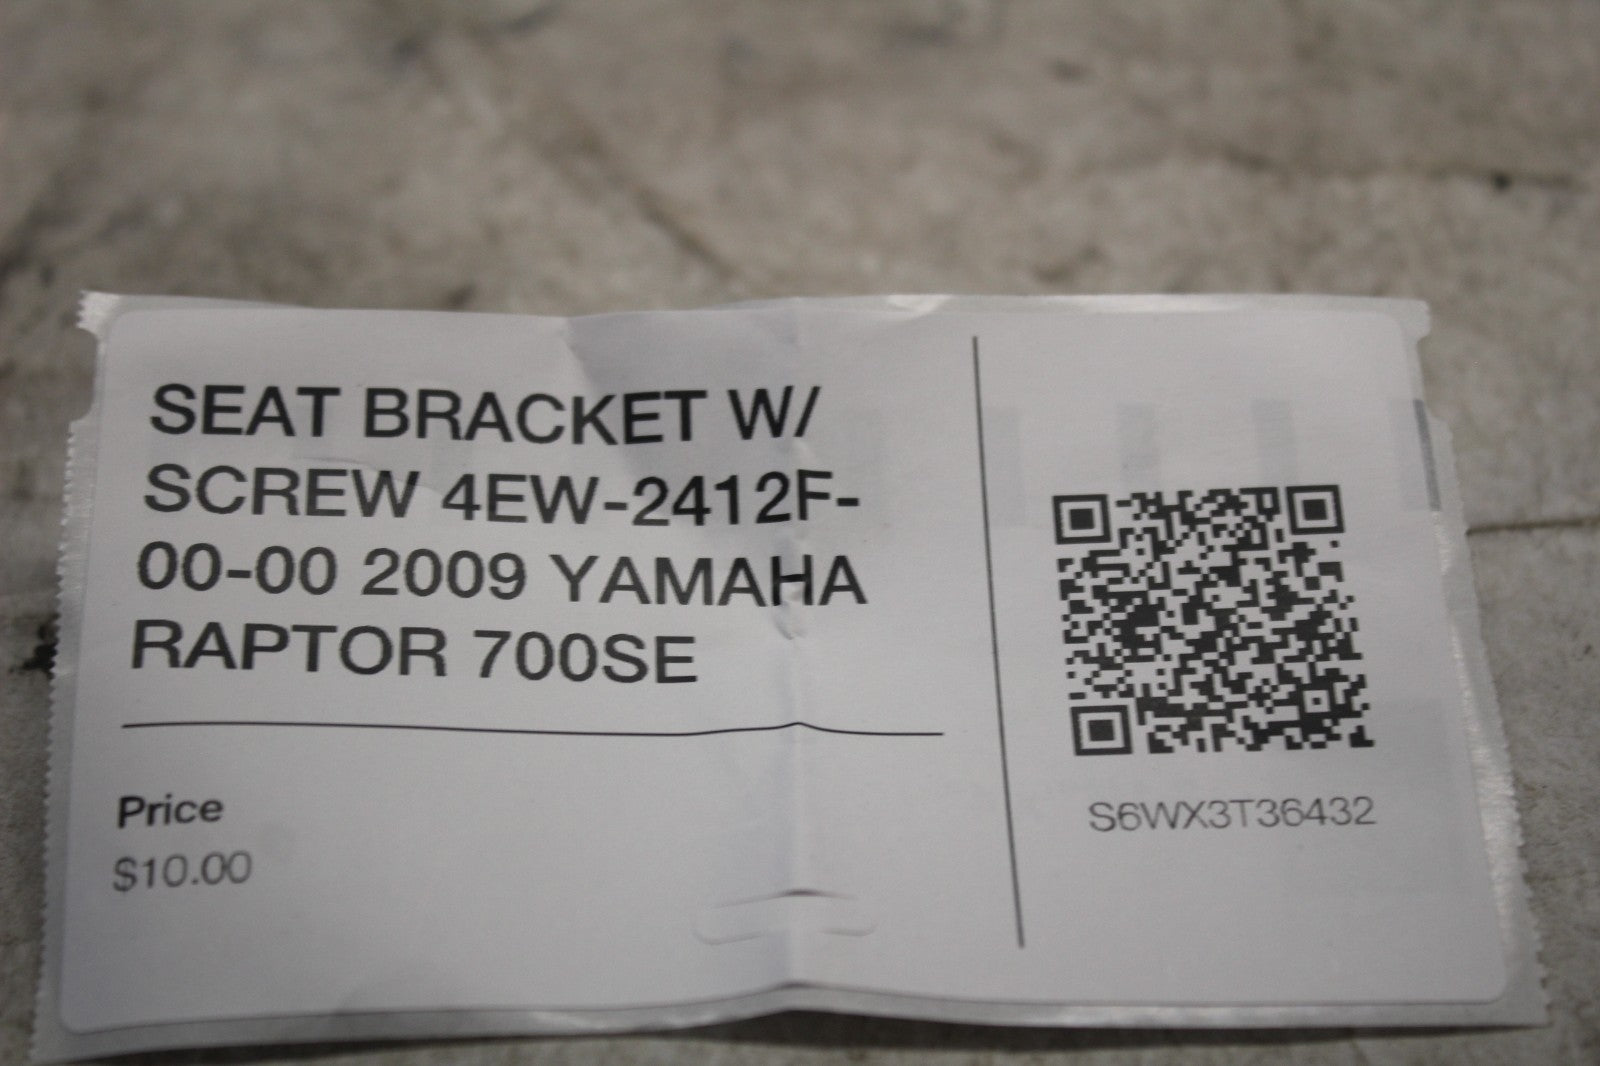 SEAT BRACKET W/
SCREW 4EW-2412F-
00-00 2009 YAMAHA
RAPTOR 700SE
Price
$10.00
S6WX3T36432